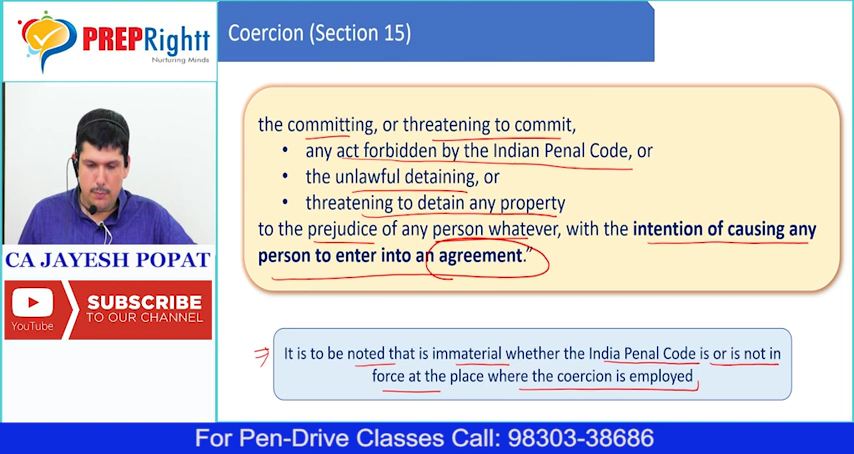 PREPRightt
Nurturing Minds
Coercion (Section 15)
the committing, or threatening to commit,
• any act forbidden by the Indian Penal Code, or
• the unlawful detaining, or
• threatening to detain any property
to the prejudice of any person whatever, with the intention of causing any
person to enter into an agreement.”
CA JAYESH POPAT
YouTube
SUBSCRIBE
TO OUR CHANNEL
It is to be noted that is immaterial whether the India Penal Code is or is not in
force at the place where the coercion is employed
For Pen-Drive Classes Call: 98303-38686